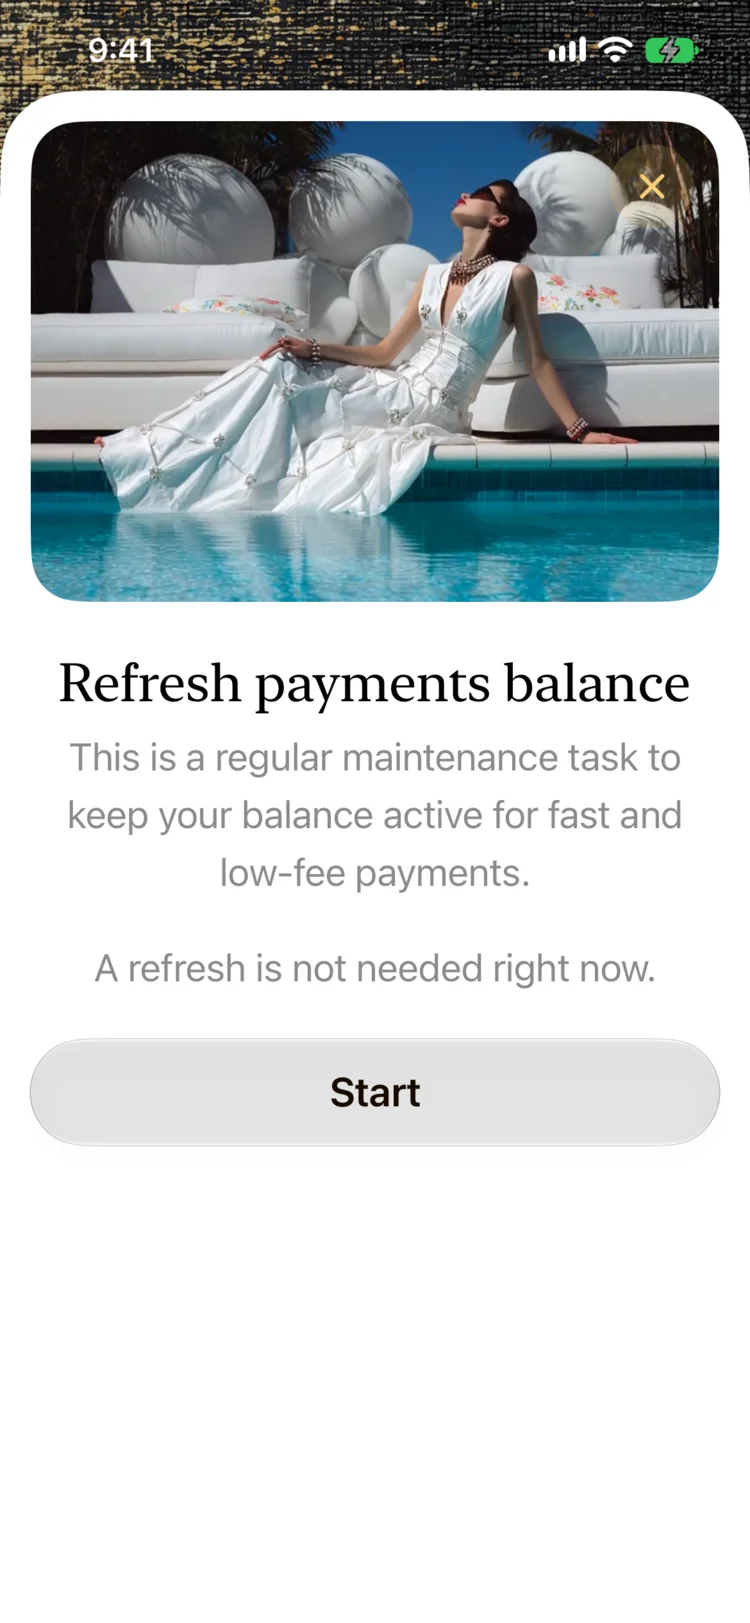 9:41
Refresh payments balance
This is a regular maintenance task to
keep your balance active for fast and
low-fee payments.
A refresh is not needed right now.
Start